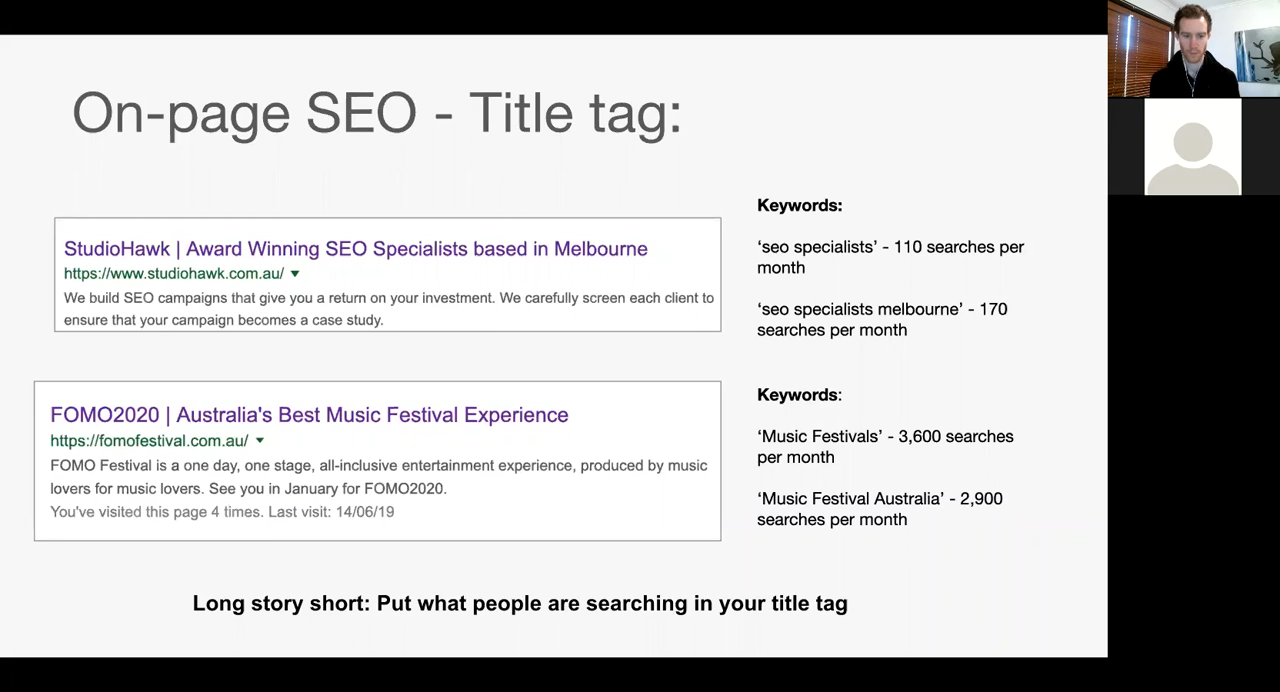 On-page SEO - Title tag:
StudioHawk | Award Winning SEO Specialists based in Melbourne
https://www.studiohawk.com.au/
We build SEO campaigns that give you a return on your investment. We carefully screen each client to
ensure that your campaign becomes a case study.
Keywords:
‘seo specialists’ - 110 searches per
month
‘seo specialists melbourne’ - 170
searches per month
FOMO2020 | Australia's Best Music Festival Experience
https://fomofestival.com.au/
FOMO Festival is a one day, one stage, all-inclusive entertainment experience, produced by music
lovers for music lovers. See you in January for FOMO2020.
You've visited this page 4 times. Last visit: 14/06/19
Keywords:
‘Music Festivals’ - 3,600 searches
per month
‘Music Festival Australia’ - 2,900
searches per month
Long story short: Put what people are searching in your title tag